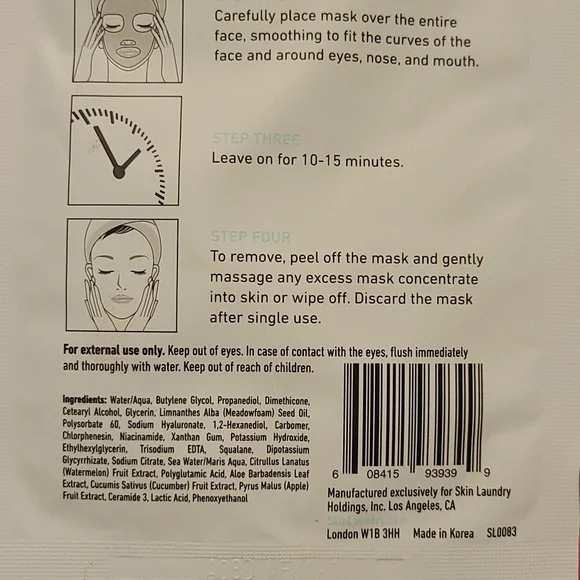 Carefully place mask over the entire
face, smoothing to fit the curves of the
face and around eyes, nose, and mouth.
STEP THREE
Leave on for 10-15 minutes.
STEP FOUR
To remove, peel off the mask and gently
massage any excess mask concentrate
into skin or wipe off. Discard the mask
after single use.
For external use only. Keep out of eyes. In case of contact with the eyes, flush immediately
and thoroughly with water. Keep out of reach of children.
Ingredients: Water/Aqua, Butylene Glycol, Propanediol, Dimethicone,
Cetearyl Alcohol, Glycerin, Limnanthes Alba (Meadowfoam) Seed Oil,
Polysorbate 60, Sodium Hyaluronate, 1,2-Hexanediol, Carbomer,
Chlorphenesin, Niacinamide, Xanthan Gum, Potassium Hydroxide,
Ethylhexylglycerin, Trisodium EDTA, Squalane, Dipotassium
Glycyrrhizate, Sodium Citrate, Sea Water/Maris Aqua, Citrullus Lanatus
(Watermelon) Fruit Extract, Polyglutamic Acid, Aloe Barbadensis Leaf
Extract, Cucumis Sativus (Cucumber) Fruit Extract, Pyrus Malus (Apple)
Fruit Extract, Ceramide 3, Lactic Acid, Phenoxyethanol
6 08415 93939 9
Manufactured exclusively for Skin Laundry
Holdings, Inc. Los Angeles, CA
London W1B 3HH Made in Korea SL0083